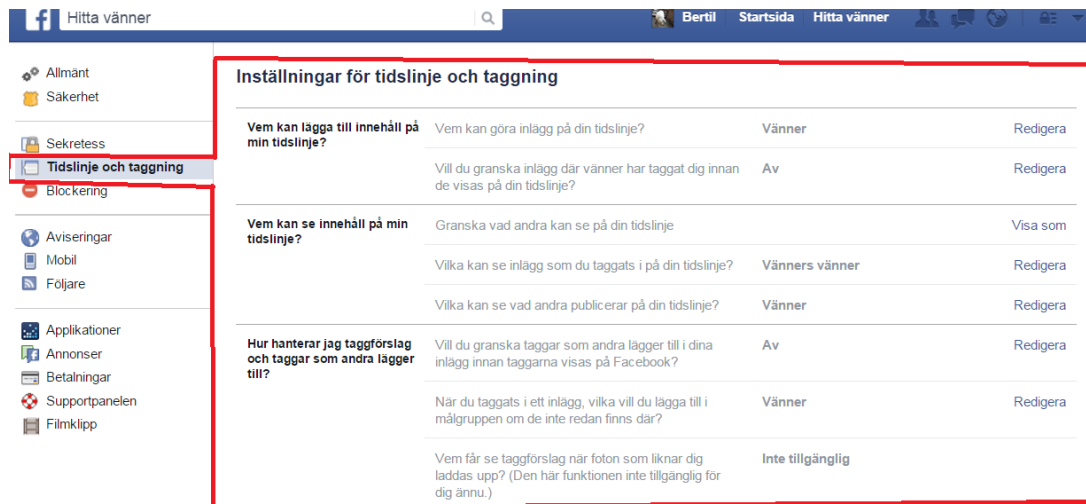 f Hitta vänner Bertil Startsida Hitta vänner
Allmänt
Säkerhet
Sekretess
Tidslinje och taggning
Blockering
Aviseringar
Mobil
Följare
Applikationer
Annonser
Betalningar
Supportpanelen
Filmklipp
Inställningar för tidslinje och taggning
Vem kan lägga till innehåll på
min tidslinje?
Vem kan göra inlägg på din tidslinje? Vänner Redigera
Vill du granska inlägg där vänner har taggat dig innan
de visas på din tidslinje?
Av Redigera
Vem kan se innehåll på min
tidslinje?
Granska vad andra kan se på din tidslinje Visa som
Vilka kan se inlägg som du taggats i på din tidslinje? Vänners vänner Redigera
Vilka kan se vad andra publicerar på din tidslinje? Vänner Redigera
Hur hanterar jag taggförslag
och taggar som andra lägger
till?
Vill du granska taggar som andra lägger till i dina
inlägg innan taggarna visas på Facebook?
Av Redigera
När du taggats i ett inlägg, vilka vill du lägga till i
målgruppen om de inte redan finns där?
Vänner Redigera
Vem får se taggförslag när foton som liknar dig
laddas upp? (Den här funktionen inte tillgänglig för
dig ännu.)
Inte tillgänglig